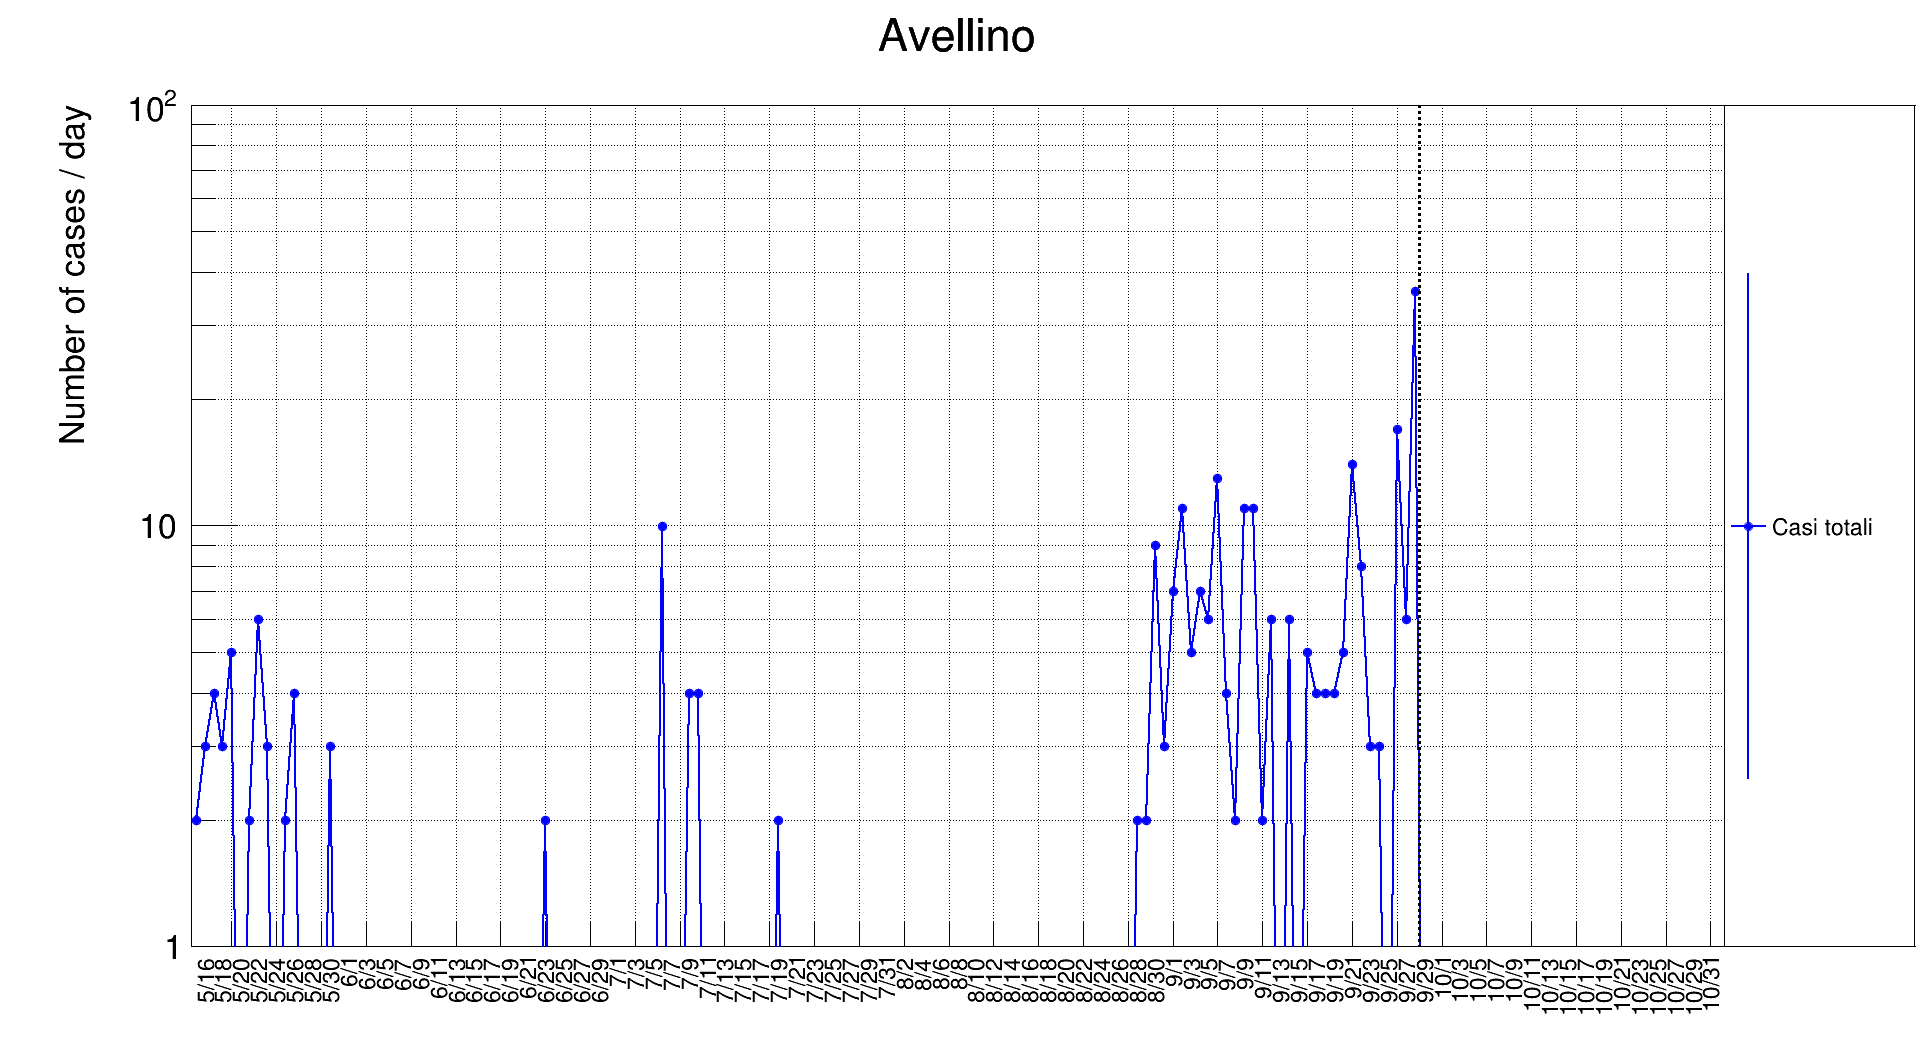 Avellino
Number of cases / day
10²
10
1
5/16 5/18 5/20 5/22 5/24 5/26 5/28 5/30 6/1 6/3 6/5 6/7 6/9 6/11 6/13 6/15 6/17 6/19 6/21 6/23 6/25 6/27 6/29 7/1 7/3 7/5 7/7 7/9 7/11 7/13 7/15 7/17 7/19 7/21 7/23 7/25 7/27 7/29 7/31 8/2 8/4 8/6 8/8 8/10 8/12 8/14 8/16 8/18 8/20 8/22 8/24 8/26 8/28 8/30 9/1 9/3 9/5 9/7 9/9 9/11 9/13 9/15 9/17 9/19 9/21 9/23 9/25 9/27 9/29 10/1 10/3 10/5 10/7 10/9 10/11 10/13 10/15 10/17 10/19 10/21 10/23 10/25 10/27 10/29 10/31
Casi totali